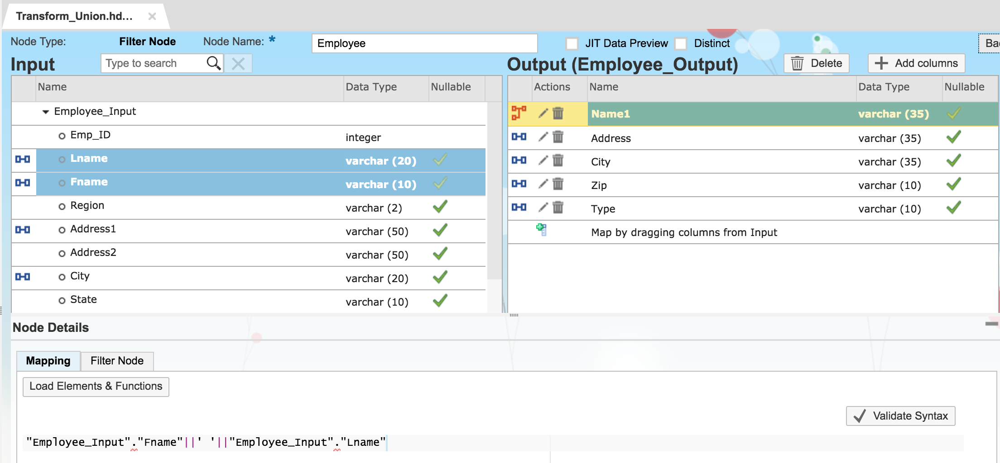 Transform_Union.hd...
Node Type: Filter Node Node Name: * Employee JIT Data Preview Distinct
Input Type to search Output (Employee_Output) Delete Add columns
Name Data Type Nullable Actions Name Data Type Nullable
Employee_Input Name1 varchar (35)
Emp_ID integer Address varchar (35)
Lname varchar (20) City varchar (35)
Fname varchar (10) Zip varchar (10)
Region varchar (2) Type varchar (10)
Address1 varchar (50) Map by dragging columns from Input
Address2 varchar (50)
City varchar (20)
State varchar (10)
Node Details
Mapping Filter Node
Load Elements & Functions
Validate Syntax
"Employee_Input"."Fname"||' '||"Employee_Input"."Lname"